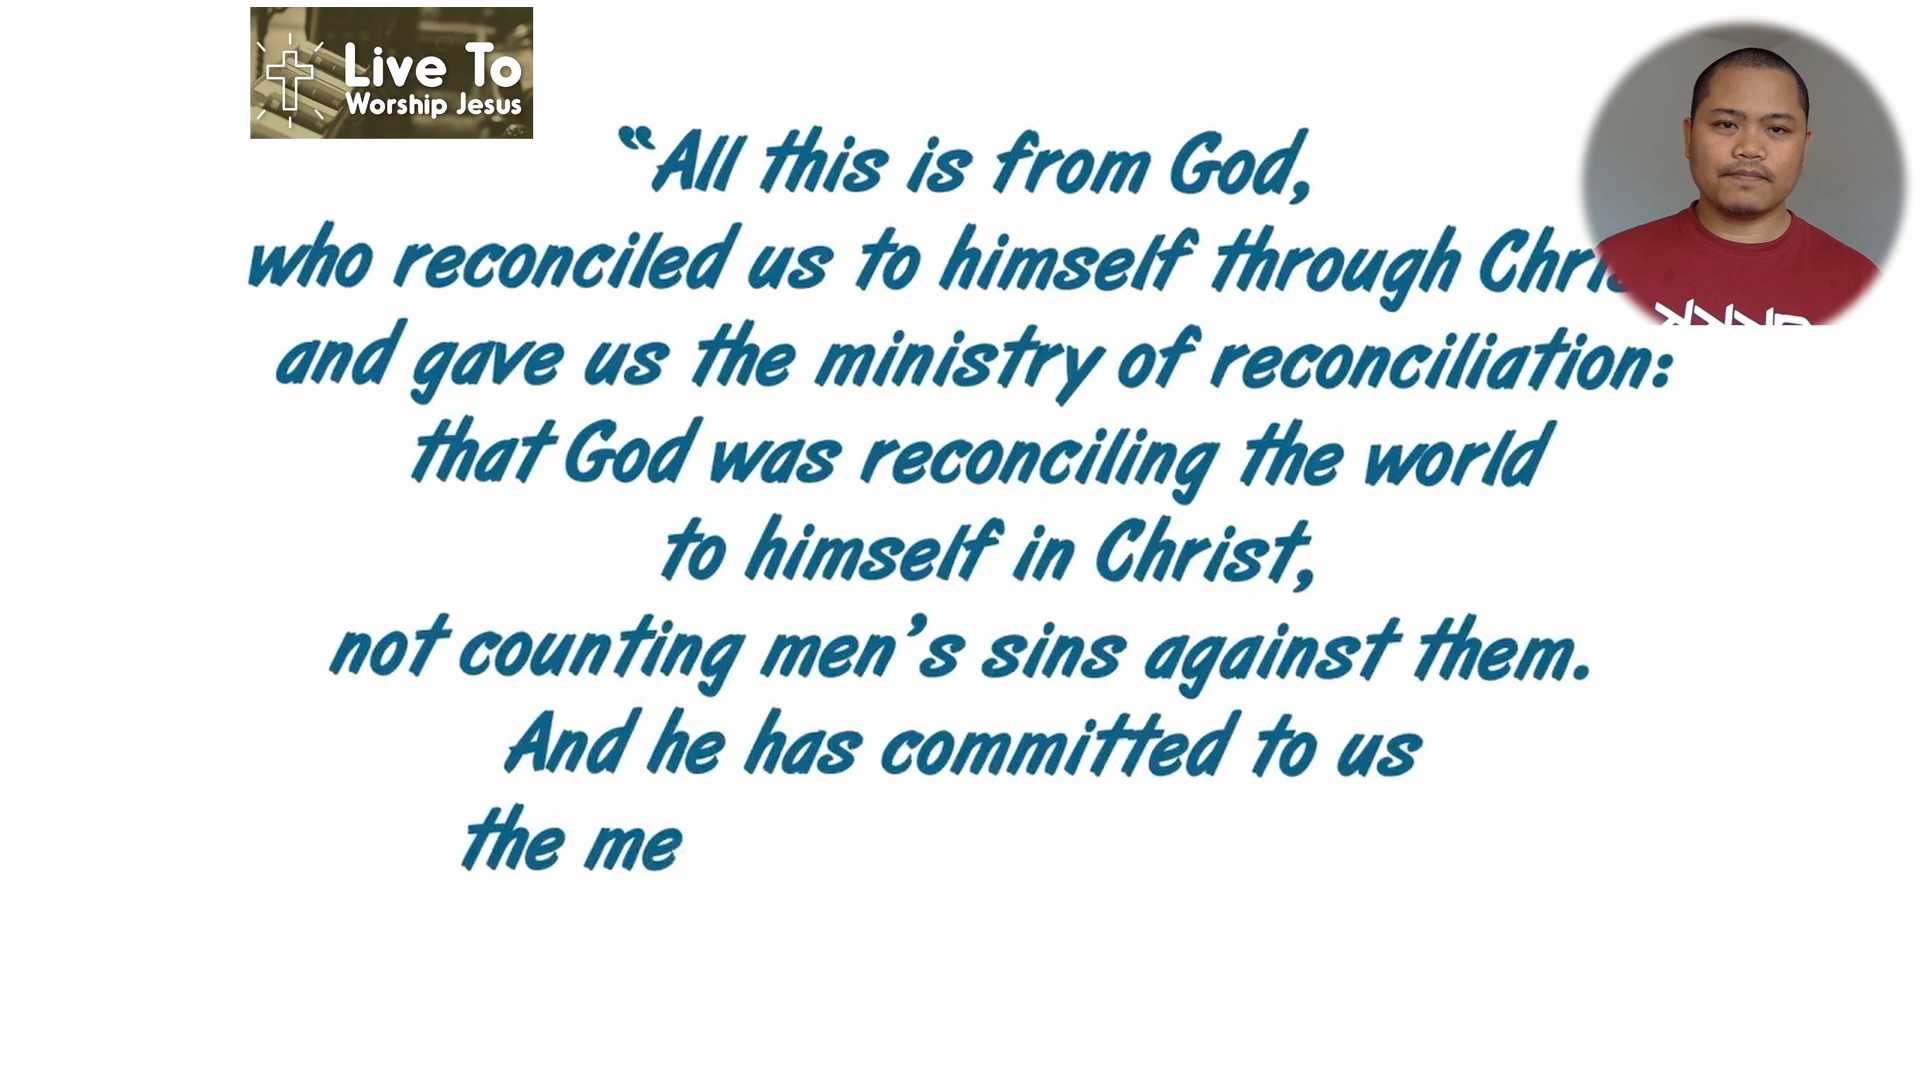 Live To
Worship Jesus
“All this is from God,
who reconciled us to himself through
and gave us the ministry of reconciliation:
that God was reconciling the world
to himself in Christ,
not counting men’s sins against them.
And he has committed to us
the me